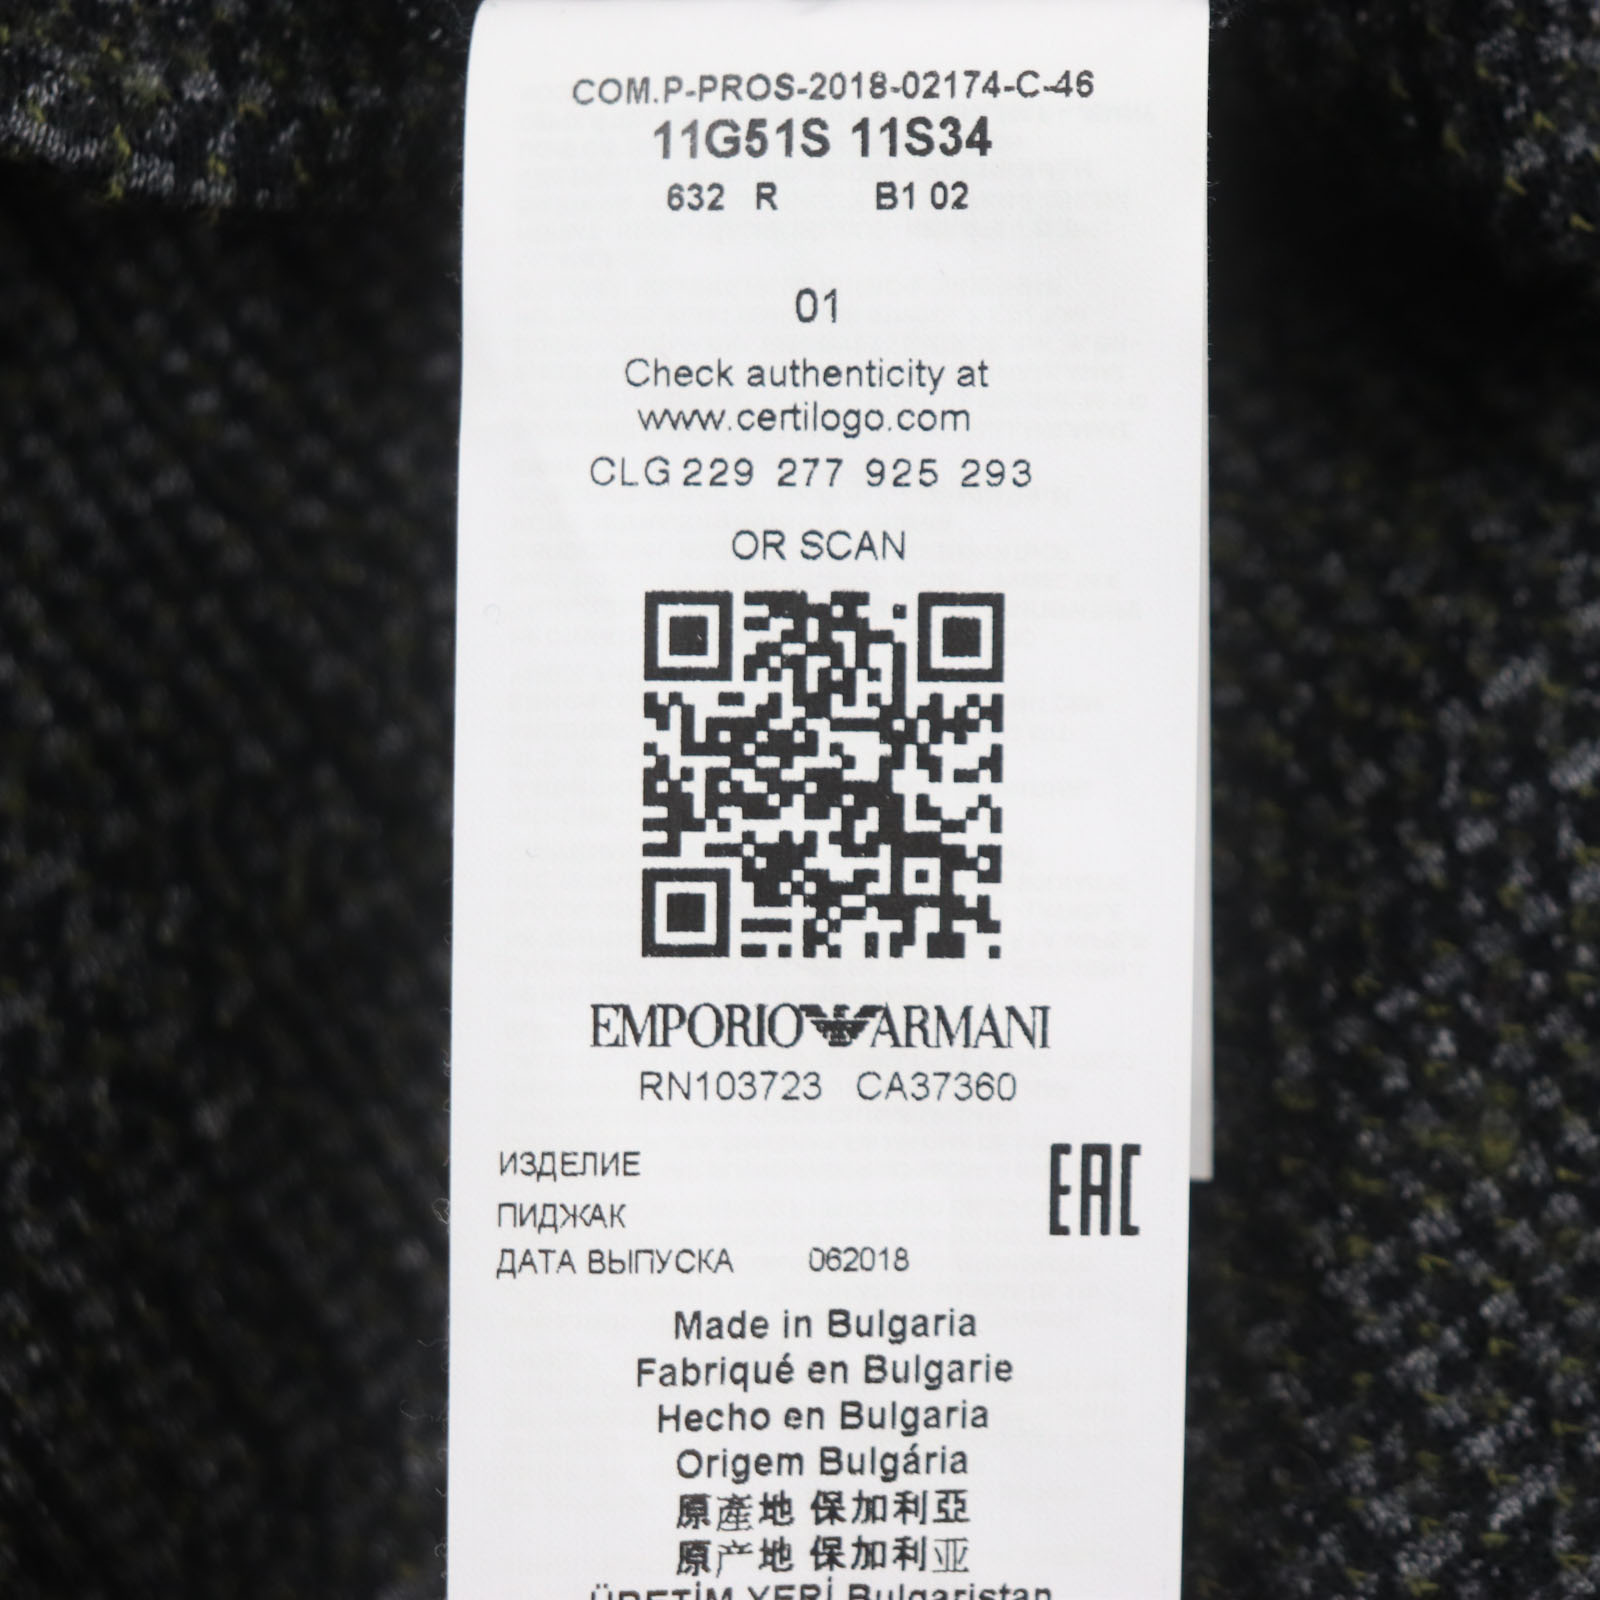 COM.P-PROS-2018-02174-C-46
11G51S 11S34
632 R B1 02
01
Check authenticity at
www.certilogo.com
CLG 229 277 925 293
OR SCAN
EMPORIO ARMANI
RN103723 CA37360
ИЗДЕЛИЕ
ПИДЖАК
EAC
ДАТА ВЫПУСКА 062018
Made in Bulgaria
Fabriqué en Bulgarie
Hecho en Bulgaria
Origem Bulgária
原產地 保加利亞
原产地 保加利亚
ÜRETİM YERİ Bulgaristan